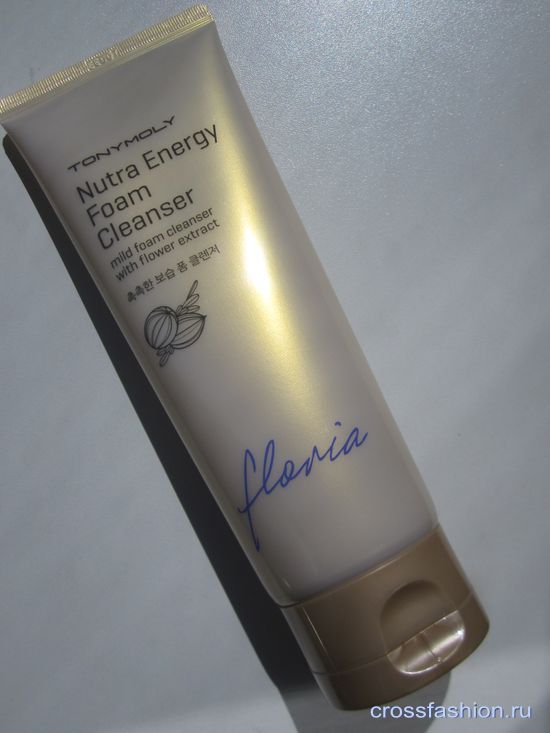 TONYMOLY
Nutra Energy
Foam
Cleanser
mild foam cleanser
with flower extract
촉촉한 보습 폼 클렌저
floria
crossfashion.ru